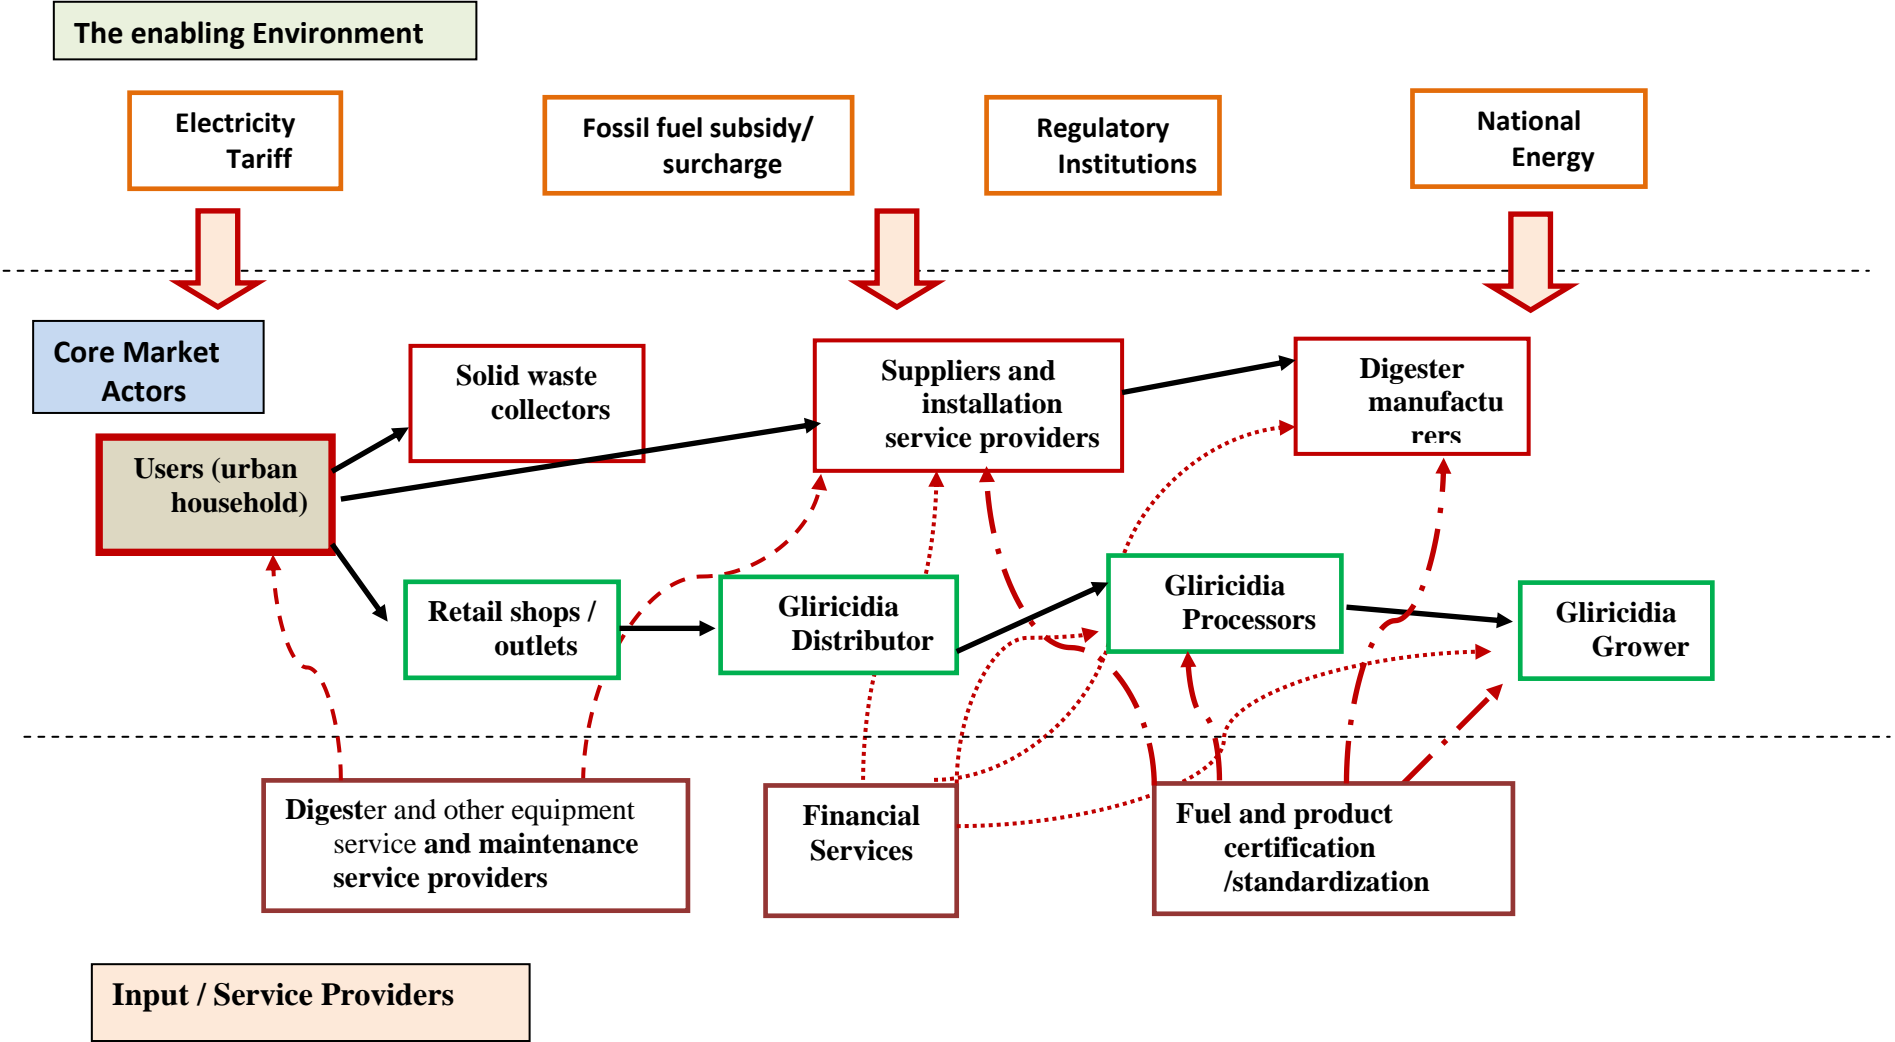 The enabling Environment
Electricity
Tariff
Fossil fuel subsidy/
surcharge
Regulatory
Institutions
National
Energy
Core Market
Actors
Solid waste
collectors
Suppliers and
installation
service providers
Digester
manufactu
rers
Users (urban
household)
Retail shops /
outlets
Gliricidia
Distributor
Gliricidia
Processors
Gliricidia
Grower
Digester and other equipment
service and maintenance
service providers
Financial
Services
Fuel and product
certification
/standardization
Input / Service Providers